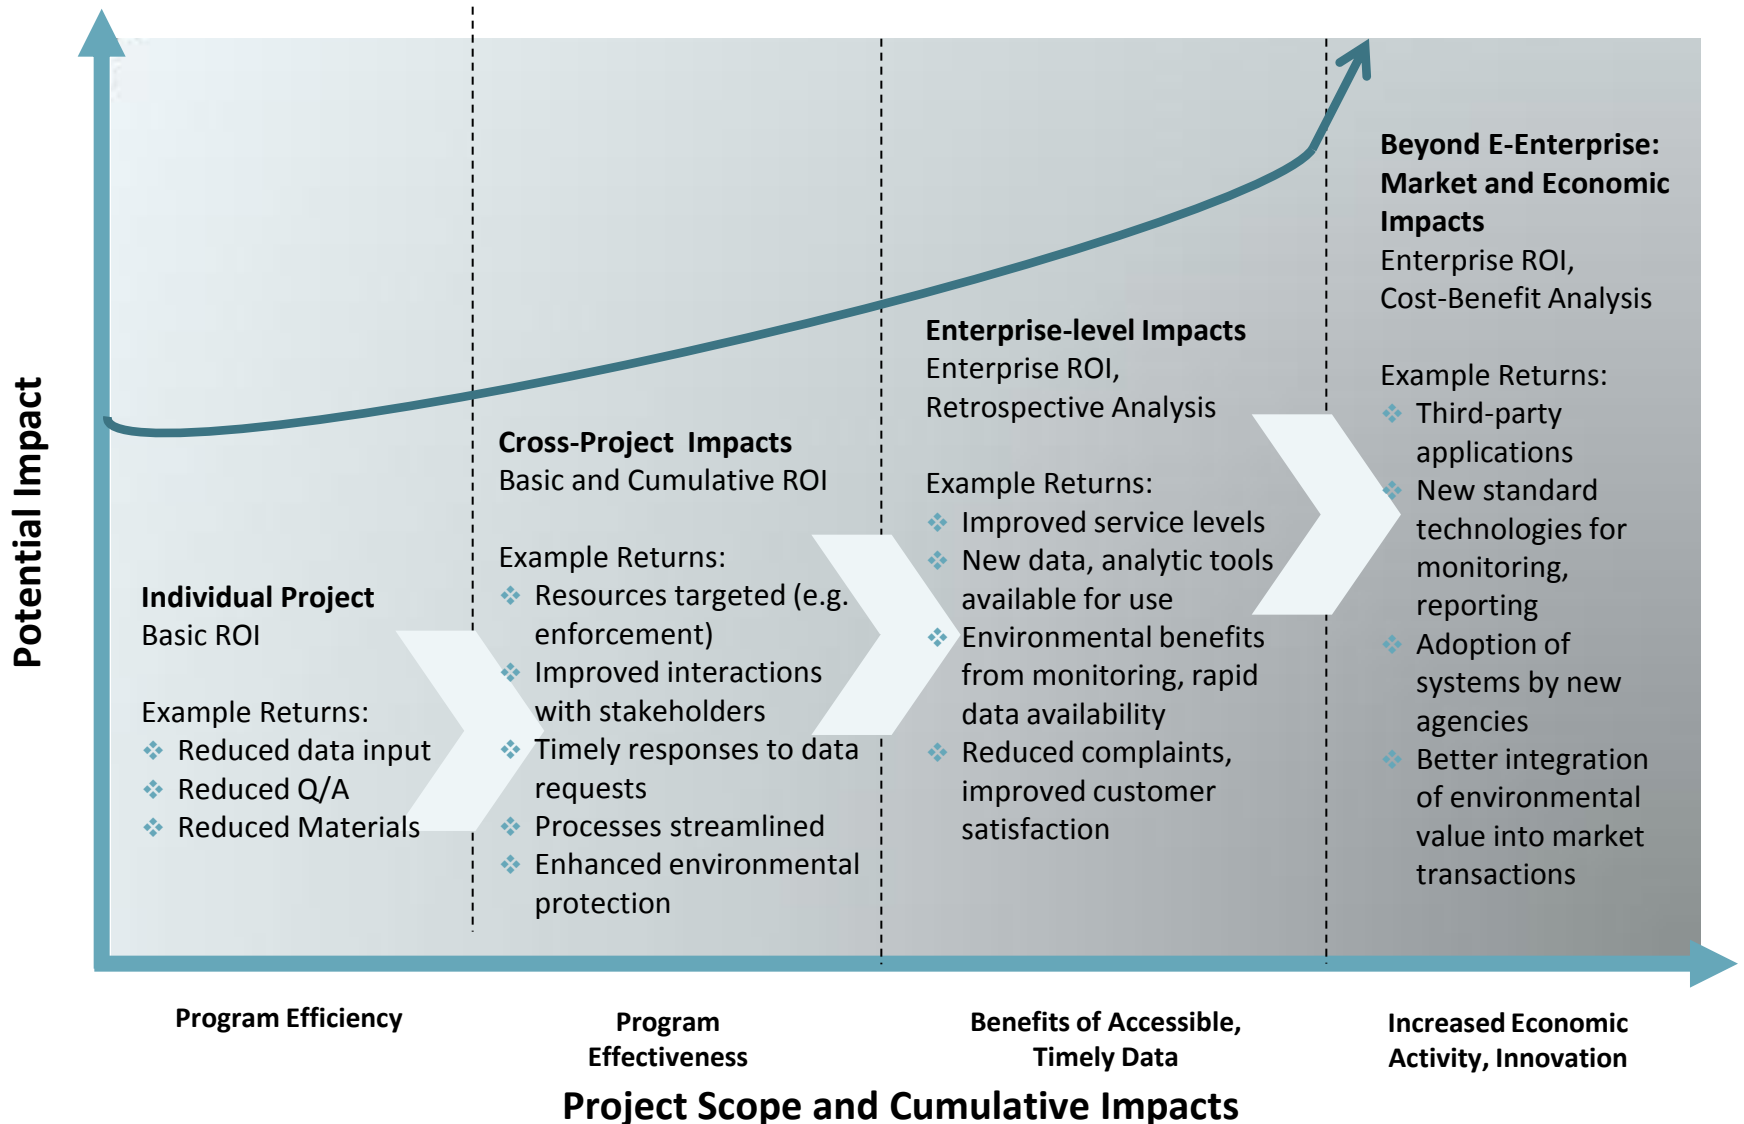 Potential Impact
Individual Project
Basic ROI
Example Returns:
Reduced data input
Reduced Q/A
Reduced Materials
Cross-Project Impacts
Basic and Cumulative ROI
Example Returns:
Resources targeted (e.g.
enforcement)
Improved interactions
with stakeholders
Timely responses to data
requests
Processes streamlined
Enhanced environmental
protection
Enterprise-level Impacts
Enterprise ROI,
Retrospective Analysis
Example Returns:
Improved service levels
New data, analytic tools
available for use
Environmental benefits
from monitoring, rapid
data availability
Reduced complaints,
improved customer
satisfaction
Beyond E-Enterprise:
Market and Economic
Impacts
Enterprise ROI,
Cost-Benefit Analysis
Example Returns:
Third-party
applications
New standard
technologies for
monitoring,
reporting
Adoption of
systems by new
agencies
Better integration
of environmental
value into market
transactions
Program Efficiency
Program
Effectiveness
Benefits of Accessible,
Timely Data
Increased Economic
Activity, Innovation
Project Scope and Cumulative Impacts